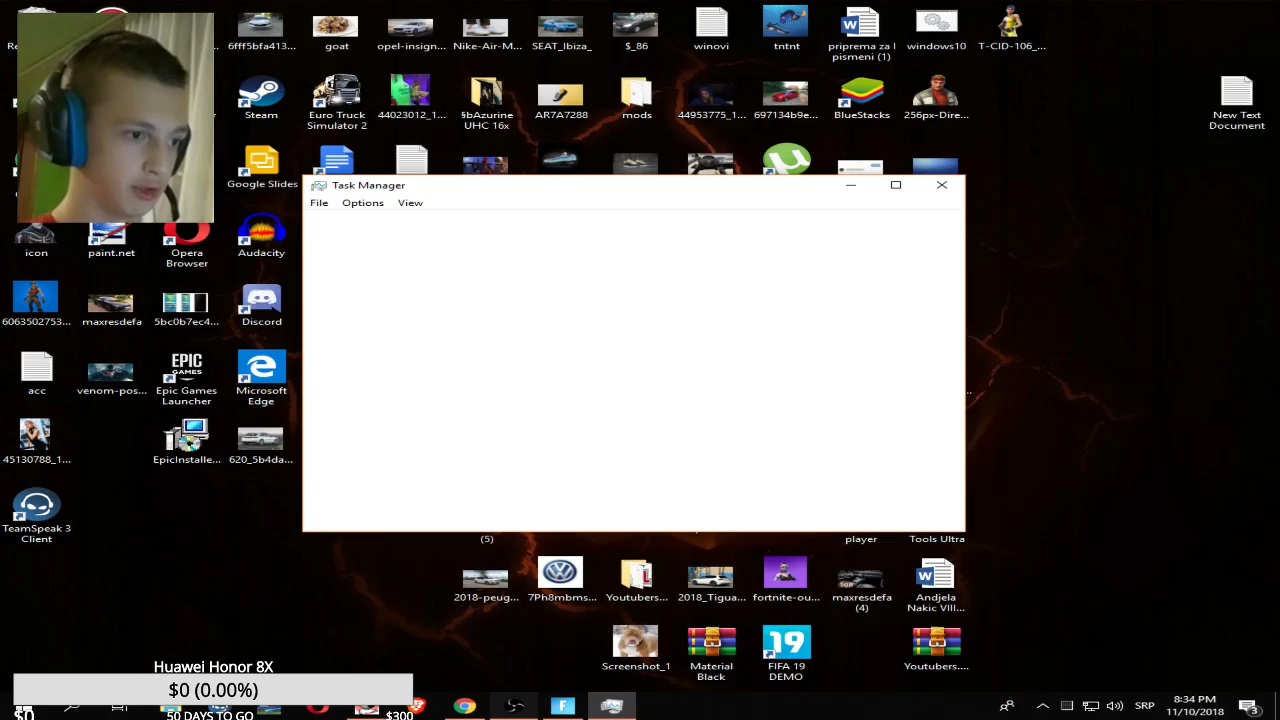 6fff5bfa413...
goat
opel-insign...
Nike-Air-M...
SEAT_Ibiza_
$_86
winovi
tntnt
priprema za I
pismeni (1)
windows10
T-CID-106_...
Steam
Euro Truck
Simulator 2
44023012_1...
§bAzurine
UHC 16x
AR7A7288
mods
44953775_1...
697134b9e...
BlueStacks
256px-Dire...
New Text
Document
Google Slides
Task Manager
File
Options
View
icon
paint.net
Opera
Browser
Audacity
6063502753...
maxresdefa
5bc0b7ec4...
Discord
acc
venom-pos...
EPIC
GAMES
Epic Games
Launcher
Microsoft
Edge
45130788_1...
EpicInstalle...
620_5b4da...
TeamSpeak 3
Client
(5)
player
Tools Ultra
2018-peug...
7Ph8mbms...
Youtubers...
2018_Tigua...
fortnite-ou...
maxresdefa
(4)
Andjela
Nakic VIII...
Screenshot_1
Material
Black
19
FIFA 19
DEMO
Youtubers....
Huawei Honor 8X
$0 (0.00%)
$0
50 DAYS TO GO
$300
SRP
8:34 PM
11/10/2018
3